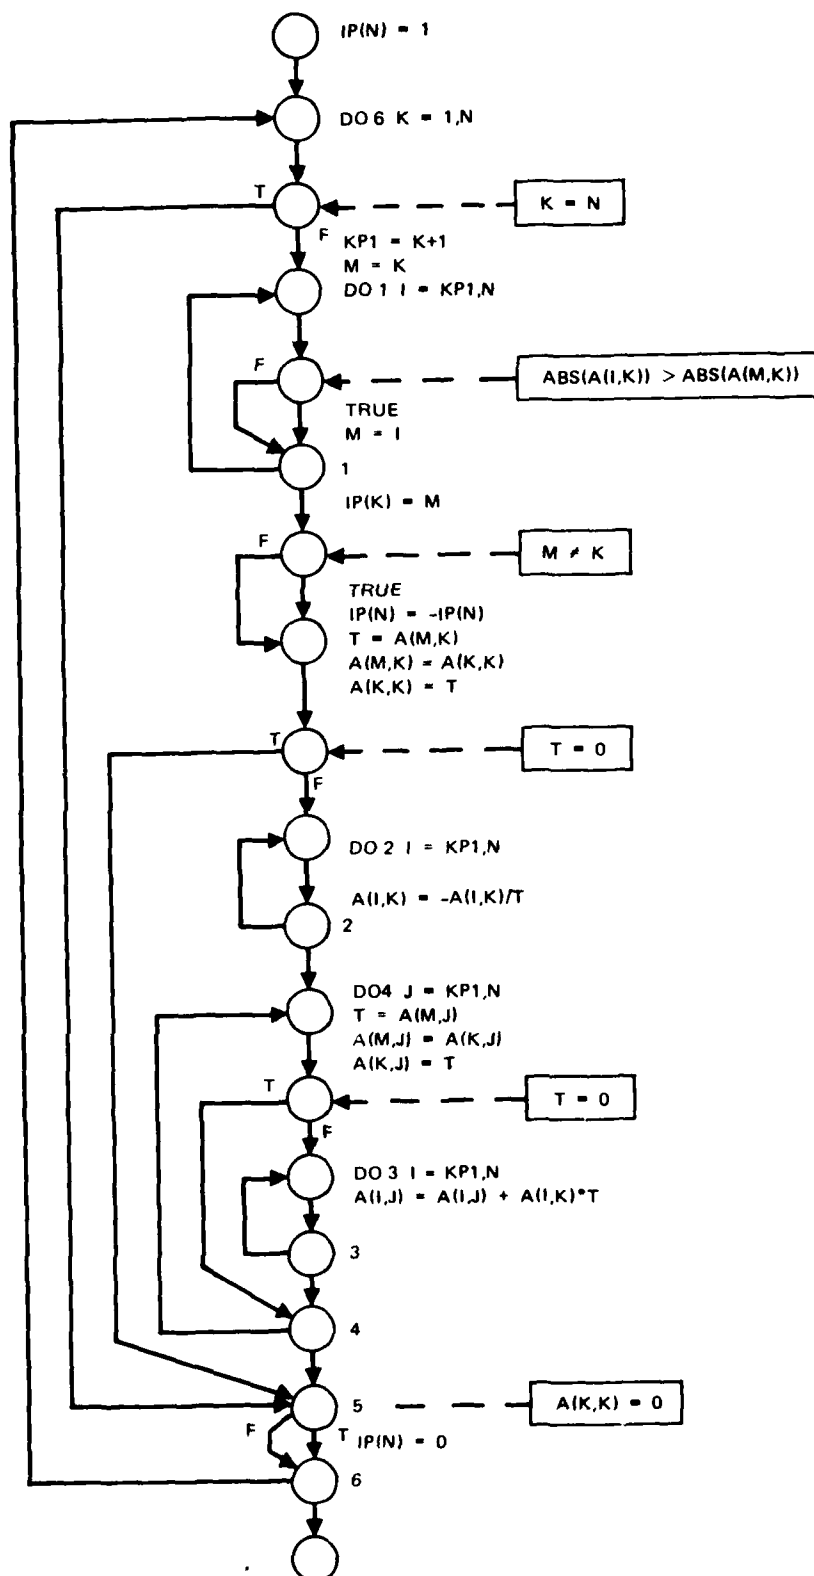 IP(N) = 1
DO 6 K = 1,N
T
K = N
F
KP1 = K+1
M = K
DO 1 I = KP1,N
F
ABS(A(I,K)) > ABS(A(M,K))
TRUE
M = I
1
IP(K) = M
F
M ≠ K
TRUE
IP(N) = -IP(N)
T = A(M,K)
A(M,K) = A(K,K)
A(K,K) = T
T
T = 0
F
DO 2 I = KP1,N
A(I,K) = -A(I,K)/T
2
DO4 J = KP1,N
T = A(M,J)
A(M,J) = A(K,J)
A(K,J) = T
T
T = 0
F
DO 3 I = KP1,N
A(I,J) = A(I,J) + A(I,K)*T
3
4
5
A(K,K) = 0
F
T
IP(N) = 0
6